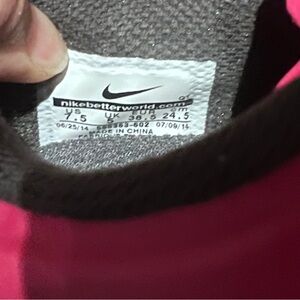 nikebetterworld.com
US UK EUR cm
7.5 5 38.5 24.5
06/25/14 07/09/14
MADE IN CHINA